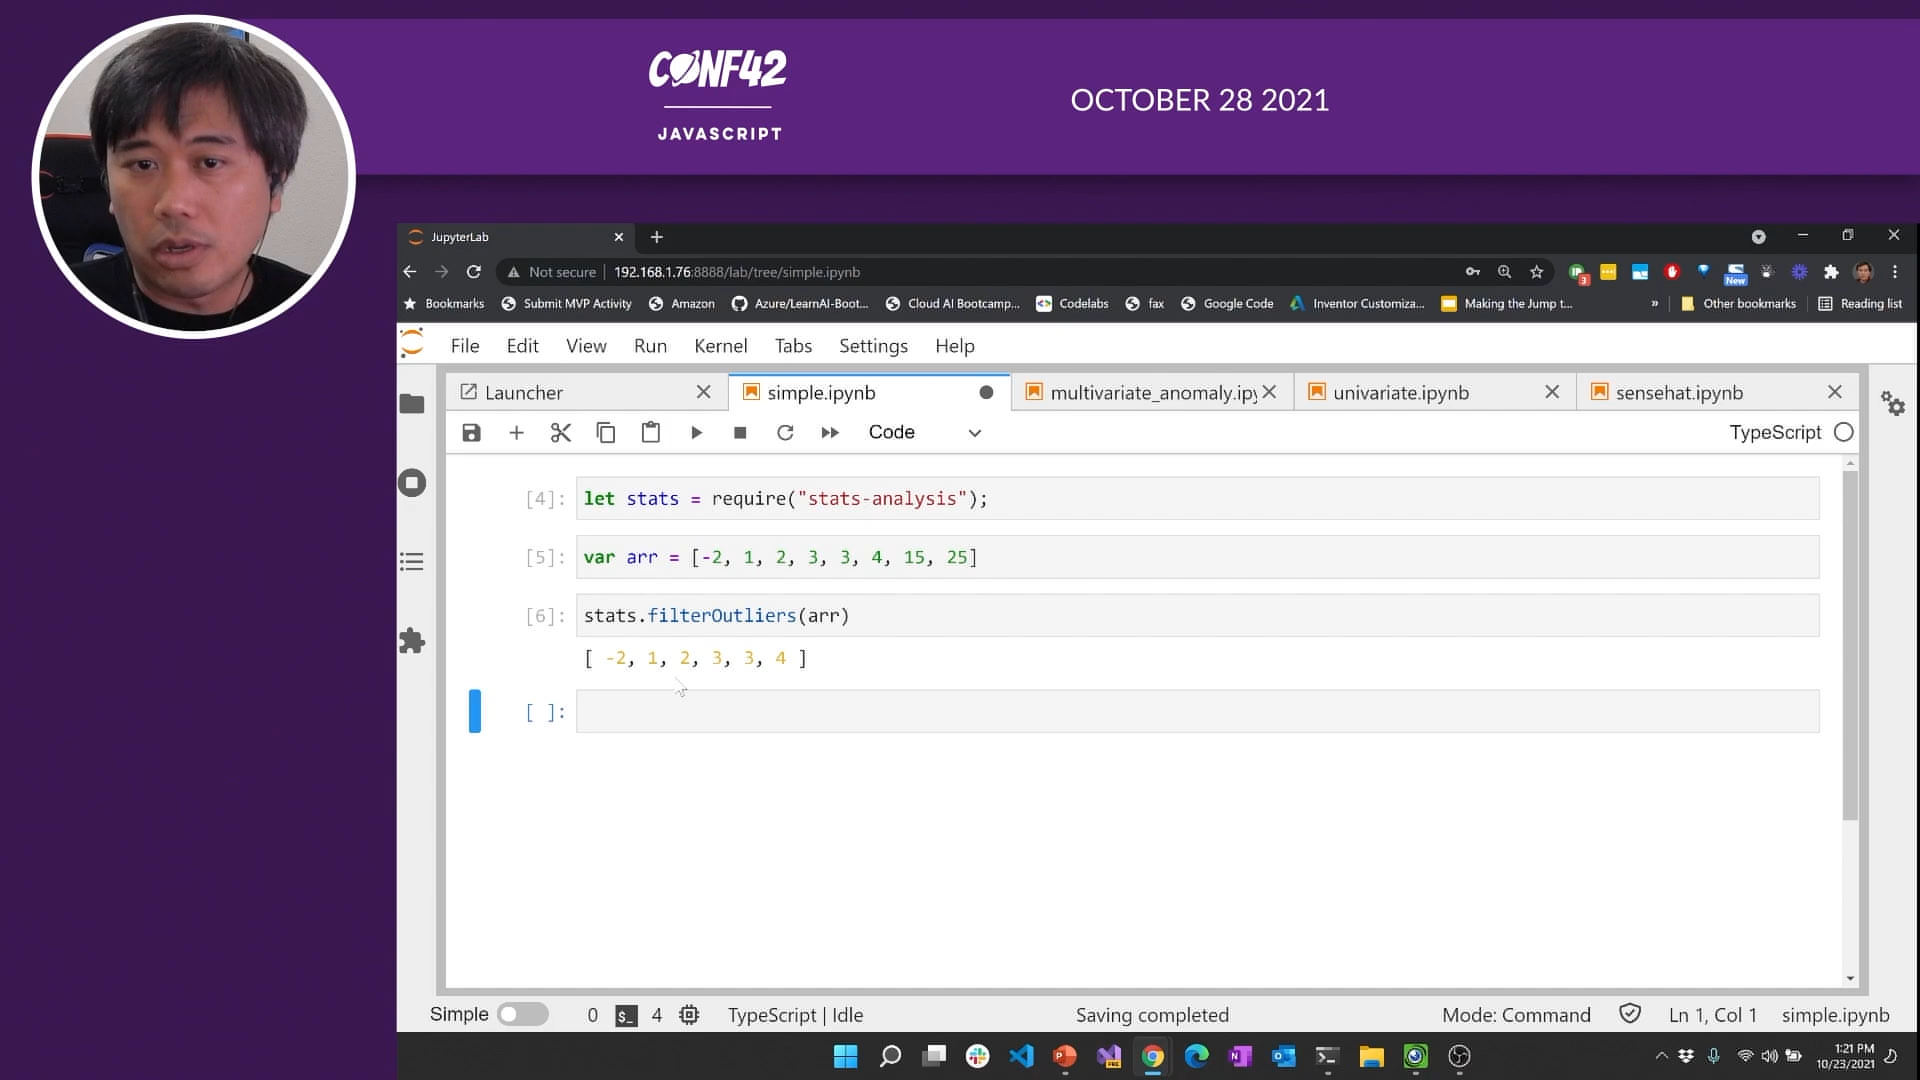 CONF42
JAVASCRIPT
OCTOBER 28 2021
JupyterLab
Not secure | 192.168.1.76:8888/lab/tree/simple.ipynb
3
New
Bookmarks Submit MVP Activity Amazon Azure/LearnAI-Boot... Cloud AI Bootcamp... Codelabs fax Google Code Inventor Customiza... Making the Jump t... » Other bookmarks Reading list
File Edit View Run Kernel Tabs Settings Help
Launcher simple.ipynb multivariate_anomaly.ipy univariate.ipynb sensehat.ipynb
Code TypeScript
[4]: let stats = require("stats-analysis");
[5]: var arr = [-2, 1, 2, 3, 3, 4, 15, 25]
[6]: stats.filterOutliers(arr)
[ -2, 1, 2, 3, 3, 4 ]
[ ]:
Simple 0 $_ 4 TypeScript | Idle Saving completed Mode: Command Ln 1, Col 1 simple.ipynb
1:21 PM
10/23/2021